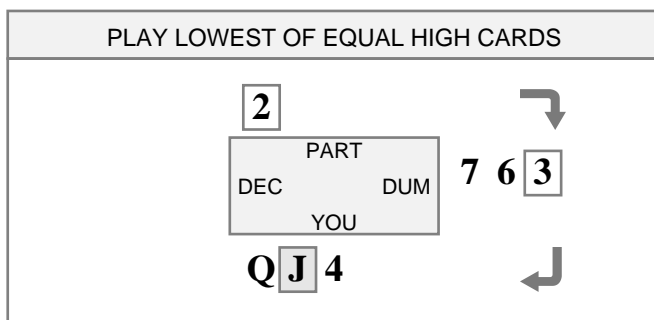 PLAY LOWEST OF EQUAL HIGH CARDS
2
PART
DEC DUM
7 6 3
YOU
Q J 4